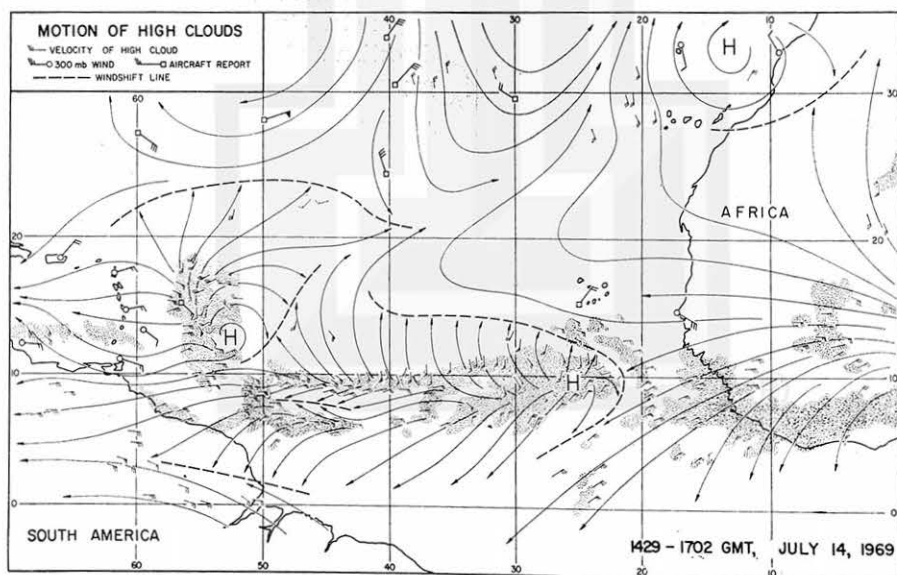 MOTION OF HIGH CLOUDS
VELOCITY OF HIGH CLOUD
300 mb WIND AIRCRAFT REPORT
WINDSHIFT LINE
40 30 20 10
H
60
30 30
AFRICA
20 20
H
10 H 10
0 0
SOUTH AMERICA
1429-1702 GMT, JULY 14, 1969
60 50 40 30 20 10